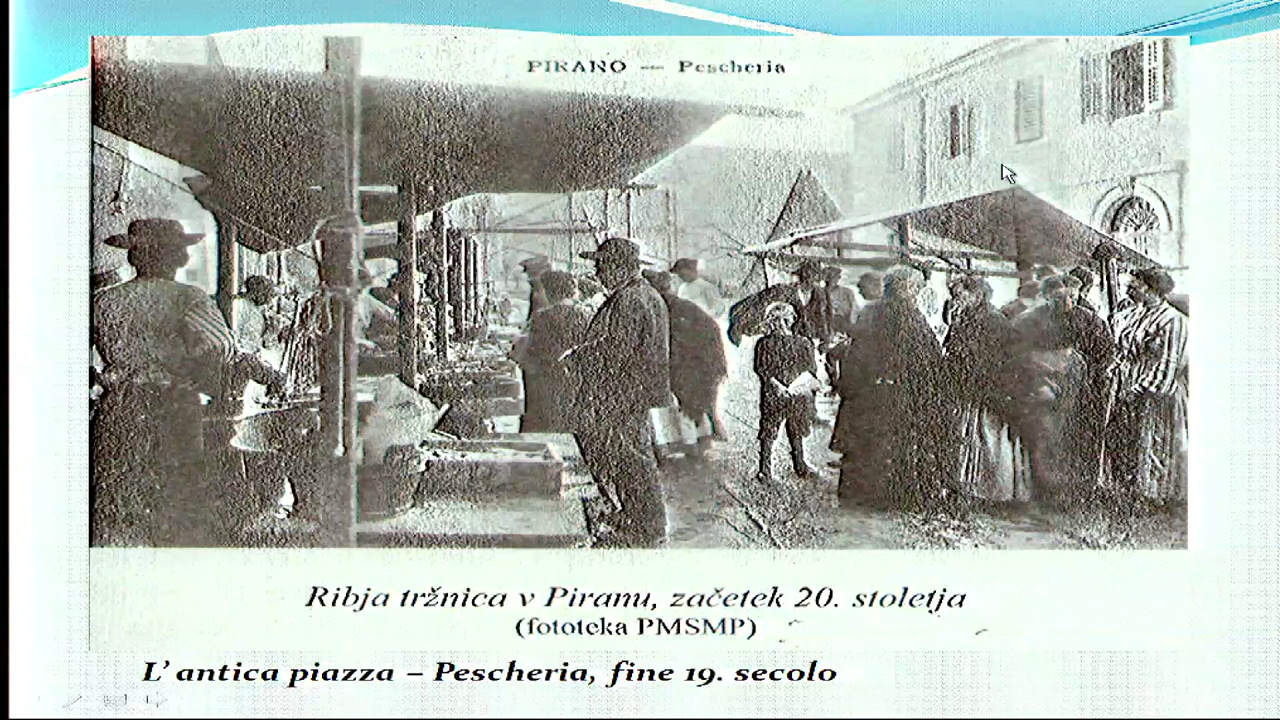 PIRANO — Pescheria
Ribja tržnica v Piranu, začetek 20. stoletja
(fototeka PMSMP)
L' antica piazza – Pescheria, fine 19. secolo